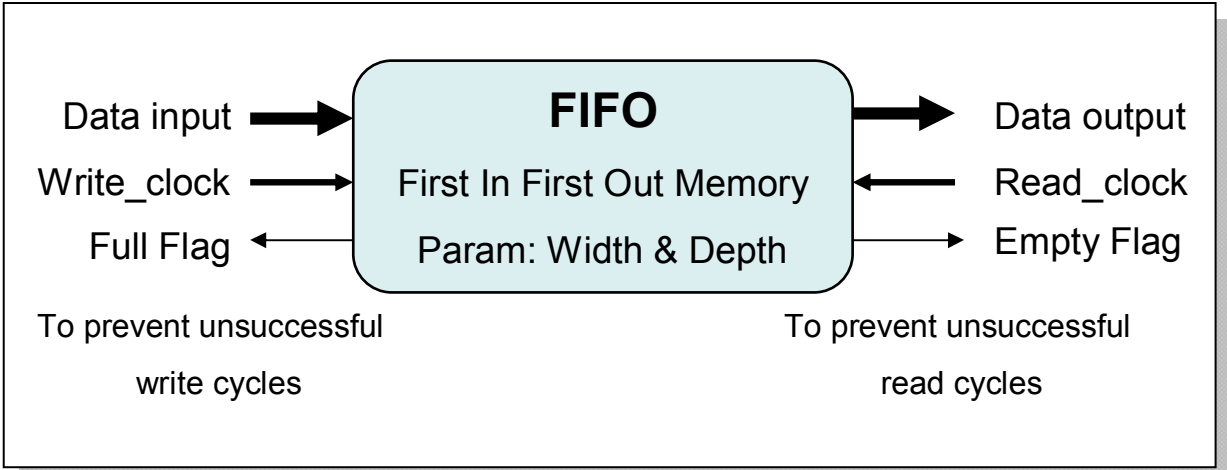 FIFO
Data input
Data output
Write_clock
First In First Out Memory
Read_clock
Full Flag
Param: Width & Depth
Empty Flag
To prevent unsuccessful
write cycles
To prevent unsuccessful
read cycles